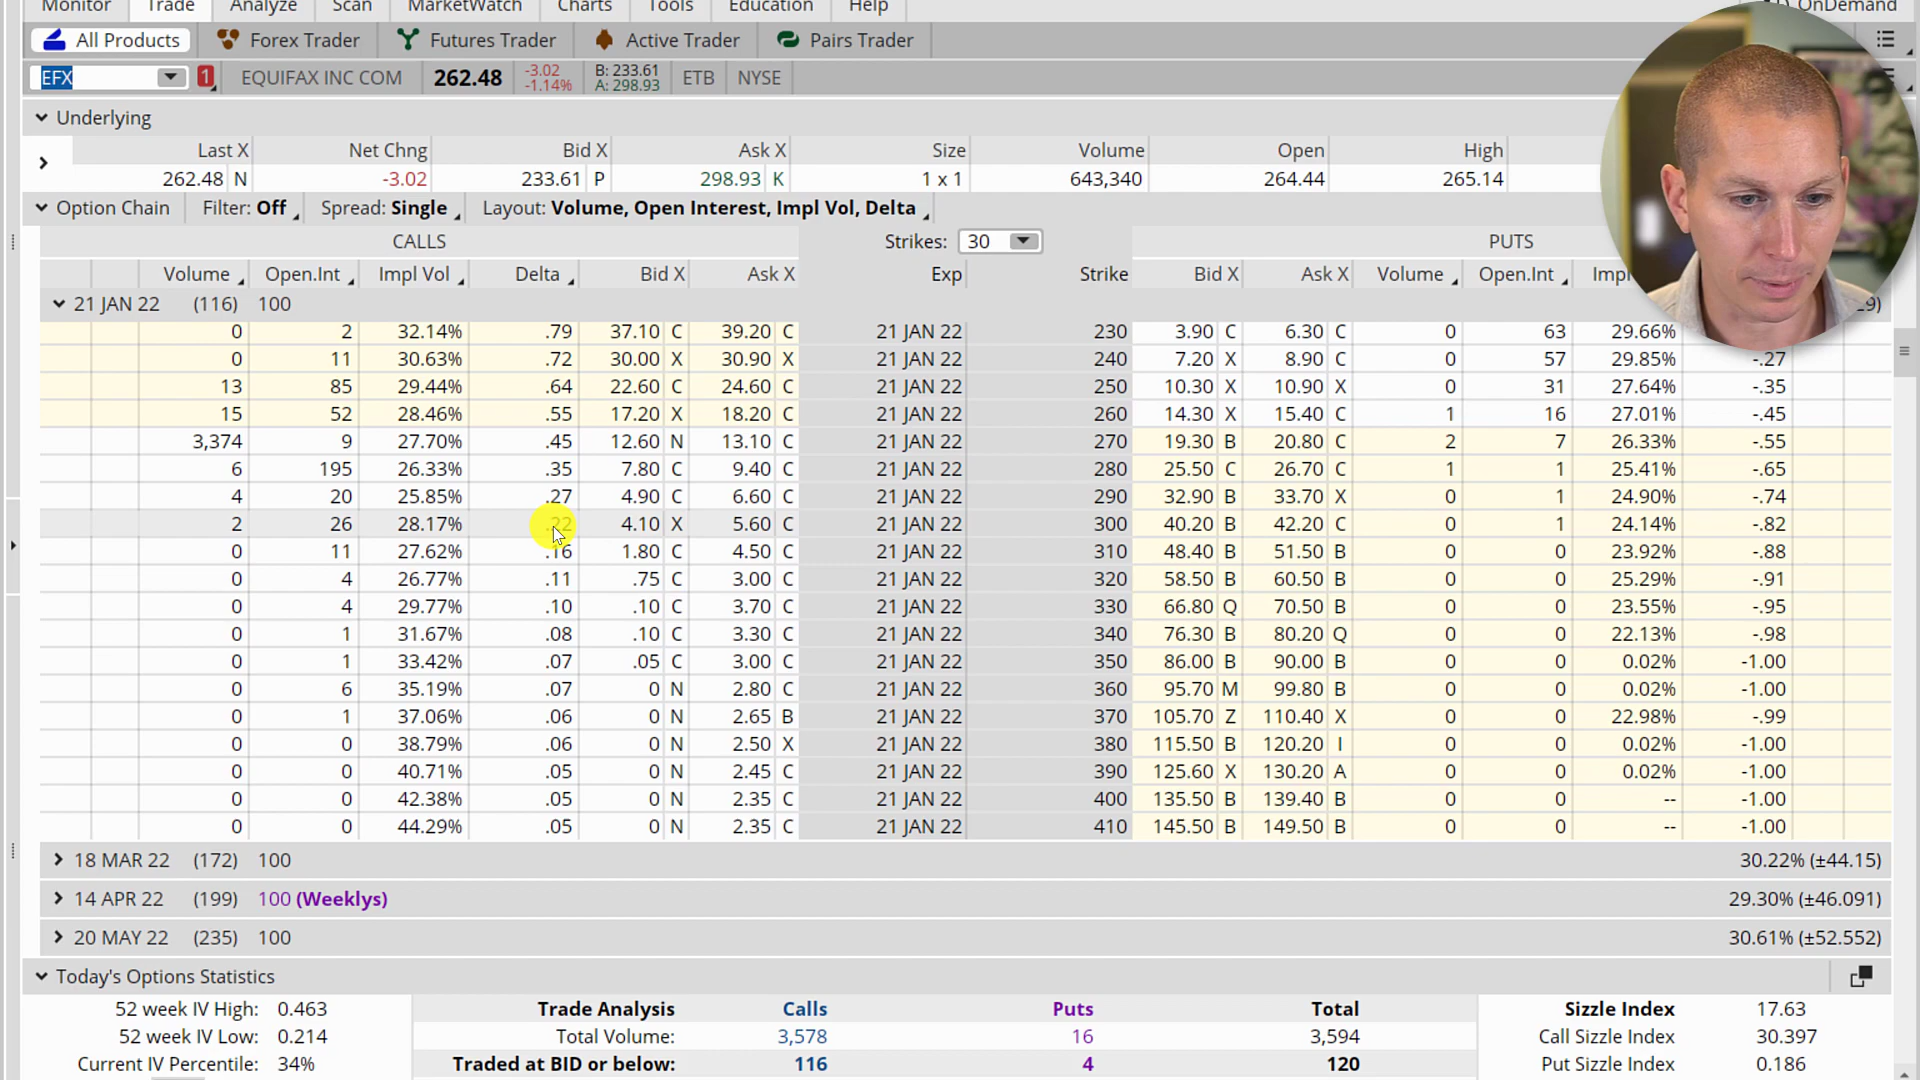 Monitor Trade Analyze Scan MarketWatch Charts Tools Education Help OnDemand
All Products Forex Trader Futures Trader Active Trader Pairs Trader
EFX 1 EQUIFAX INC COM 262.48 -3.02 -1.14% B: 233.61 A: 298.93 ETB NYSE
Underlying
Last X Net Chng Bid X Ask X Size Volume Open High
262.48 N -3.02 233.61 P 298.93 K 1 x 1 643,340 264.44 265.14
Option Chain Filter: Off Spread: Single Layout: Volume, Open Interest, Impl Vol, Delta
CALLS Strikes: 30 PUTS
Volume Open.Int Impl Vol Delta Bid X Ask X Exp Strike Bid X Ask X Volume Open.Int
21 JAN 22 (116) 100
0 2 32.14% .79 37.10 C 39.20 C 21 JAN 22 230 3.90 C 6.30 C 0 63 29.66%
0 11 30.63% .72 30.00 X 30.90 X 21 JAN 22 240 7.20 X 8.90 C 0 57 29.85% -.27
13 85 29.44% .64 22.60 C 24.60 C 21 JAN 22 250 10.30 X 10.90 X 0 31 27.64% -.35
15 52 28.46% .55 17.20 X 18.20 C 21 JAN 22 260 14.30 X 15.40 C 1 16 27.01% -.45
3,374 9 27.70% .45 12.60 N 13.10 C 21 JAN 22 270 19.30 B 20.80 C 2 7 26.33% -.55
6 195 26.33% .35 7.80 C 9.40 C 21 JAN 22 280 25.50 C 26.70 C 1 1 25.41% -.65
4 20 25.85% .27 4.90 C 6.60 C 21 JAN 22 290 32.90 B 33.70 X 0 1 24.90% -.74
2 26 28.17% .22 4.10 X 5.60 C 21 JAN 22 300 40.20 B 42.20 C 0 1 24.14% -.82
0 11 27.62% .16 1.80 C 4.50 C 21 JAN 22 310 48.40 B 51.50 B 0 0 23.92% -.88
0 4 26.77% .11 .75 C 3.00 C 21 JAN 22 320 58.50 B 60.50 B 0 0 25.29% -.91
0 4 29.77% .10 .10 C 3.70 C 21 JAN 22 330 66.80 Q 70.50 B 0 0 23.55% -.95
0 1 31.67% .08 .10 C 3.30 C 21 JAN 22 340 76.30 B 80.20 Q 0 0 22.13% -.98
0 1 33.42% .07 .05 C 3.00 C 21 JAN 22 350 86.00 B 90.00 B 0 0 0.02% -1.00
0 6 35.19% .07 0 N 2.80 C 21 JAN 22 360 95.70 M 99.80 B 0 0 0.02% -1.00
0 1 37.06% .06 0 N 2.65 B 21 JAN 22 370 105.70 Z 110.40 X 0 0 22.98% -.99
0 0 38.79% .06 0 N 2.50 X 21 JAN 22 380 115.50 B 120.20 I 0 0 0.02% -1.00
0 0 40.71% .05 0 N 2.45 C 21 JAN 22 390 125.60 X 130.20 A 0 0 0.02% -1.00
0 0 42.38% .05 0 N 2.35 C 21 JAN 22 400 135.50 B 139.40 B 0 0 -- -1.00
0 0 44.29% .05 0 N 2.35 C 21 JAN 22 410 145.50 B 149.50 B 0 0 -- -1.00
18 MAR 22 (172) 100 30.22% (±44.15)
14 APR 22 (199) 100 (Weeklys) 29.30% (±46.091)
20 MAY 22 (235) 100 30.61% (±52.552)
Today's Options Statistics
52 week IV High: 0.463 Trade Analysis Calls Puts Total Sizzle Index 17.63
52 week IV Low: 0.214 Total Volume: 3,578 16 3,594 Call Sizzle Index 30.397
Current IV Percentile: 34% Traded at BID or below: 116 4 120 Put Sizzle Index 0.186